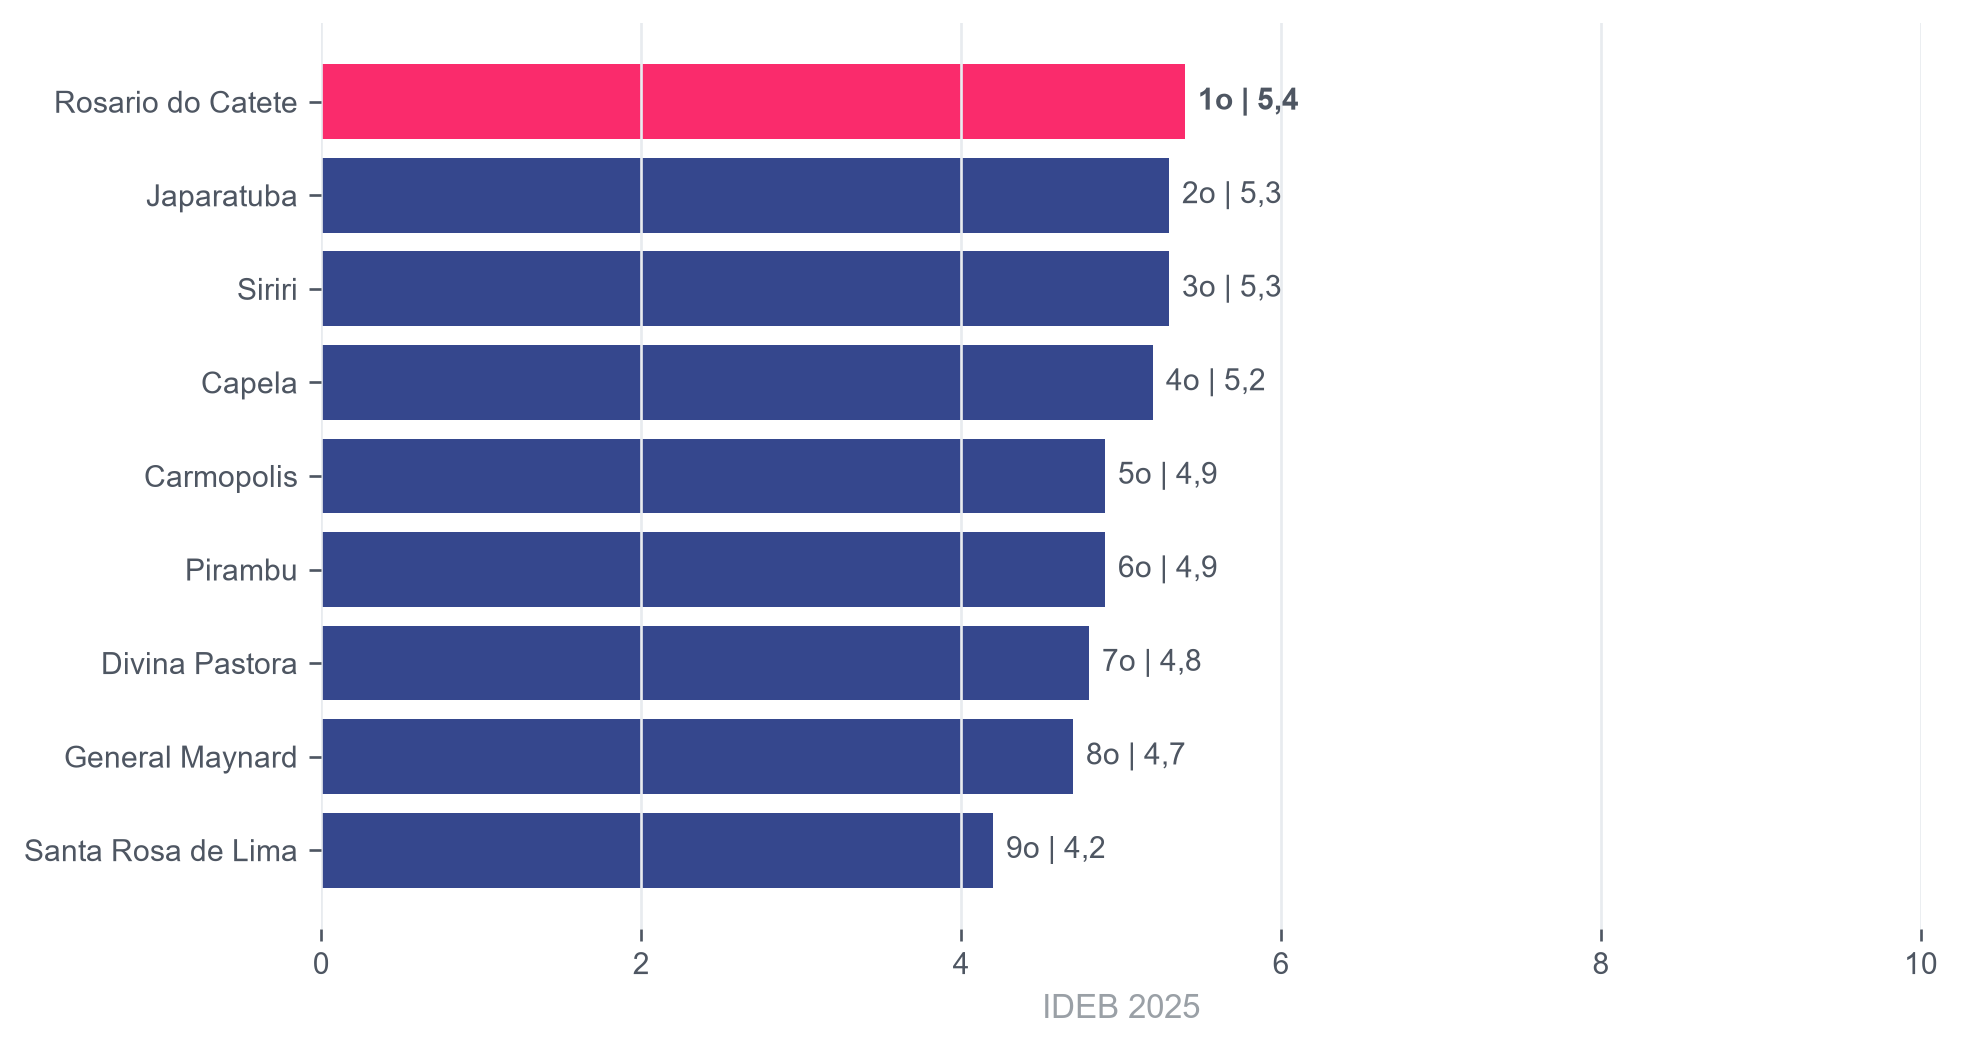 Rosario do Catete 1o | 5,4
Japaratuba 2o | 5,3
Siriri 3o | 5,3
Capela 4o | 5,2
Carmopolis 5o | 4,9
Pirambu 6o | 4,9
Divina Pastora 7o | 4,8
General Maynard 8o | 4,7
Santa Rosa de Lima 9o | 4,2
0 2 4 6 8 10
IDEB 2025